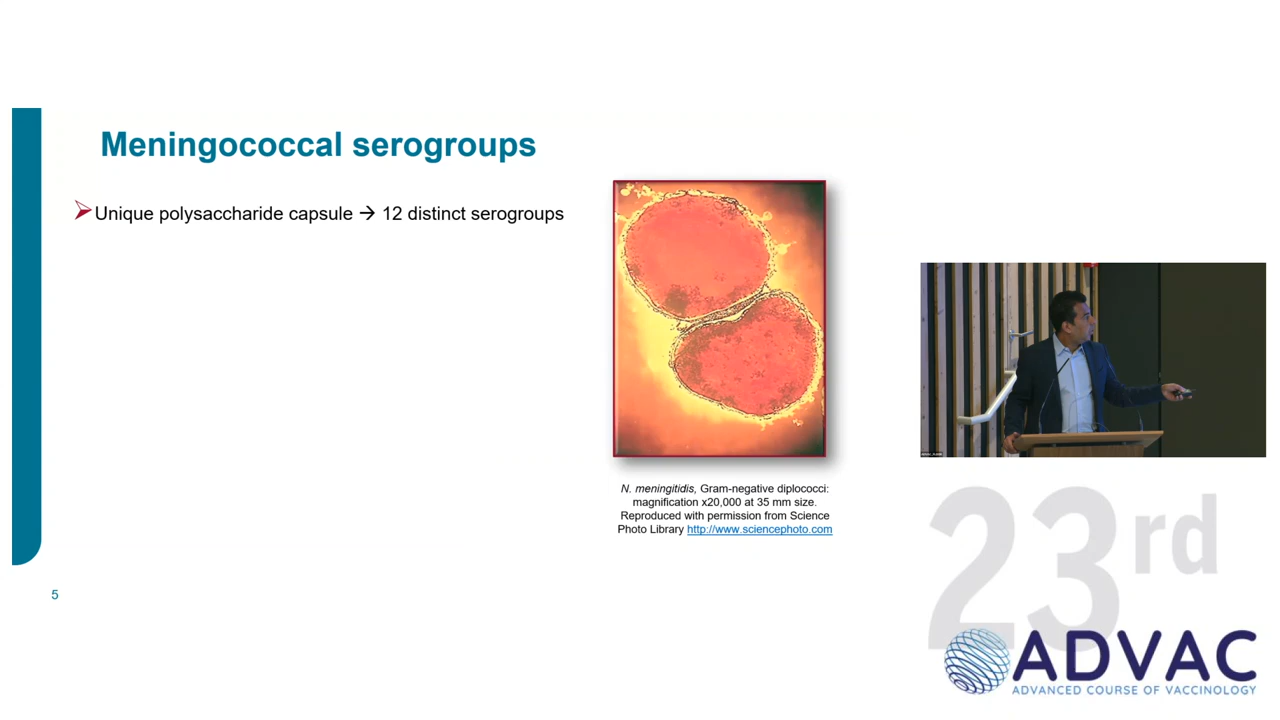 Meningococcal serogroups
➢Unique polysaccharide capsule → 12 distinct serogroups
N. meningitidis, Gram-negative diplococci:
magnification x20,000 at 35 mm size.
Reproduced with permission from Science
Photo Library http://www.sciencephoto.com
5
23rd
ADVAC
ADVANCED COURSE OF VACCINOLOGY